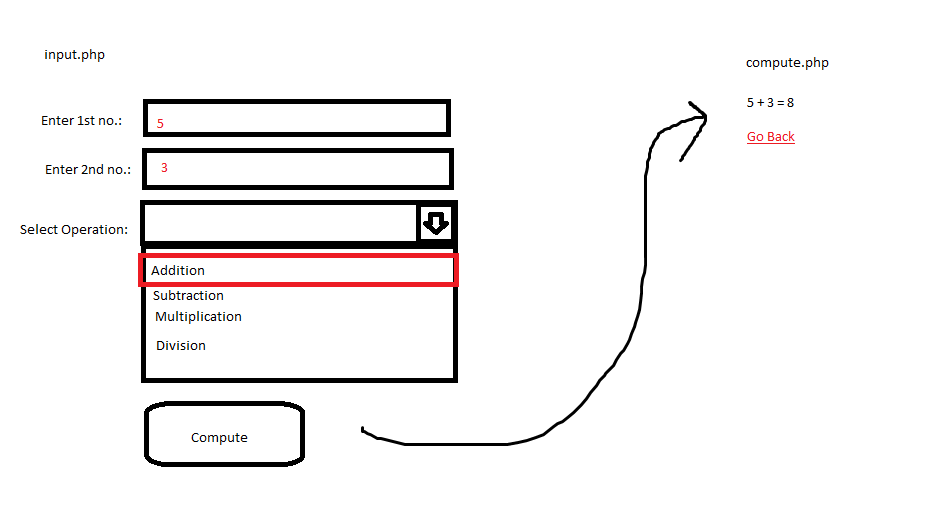 input.php
Enter 1st no.: 5
Enter 2nd no.: 3
Select Operation:
Addition
Subtraction
Multiplication
Division
Compute
compute.php
5 + 3 = 8
Go Back